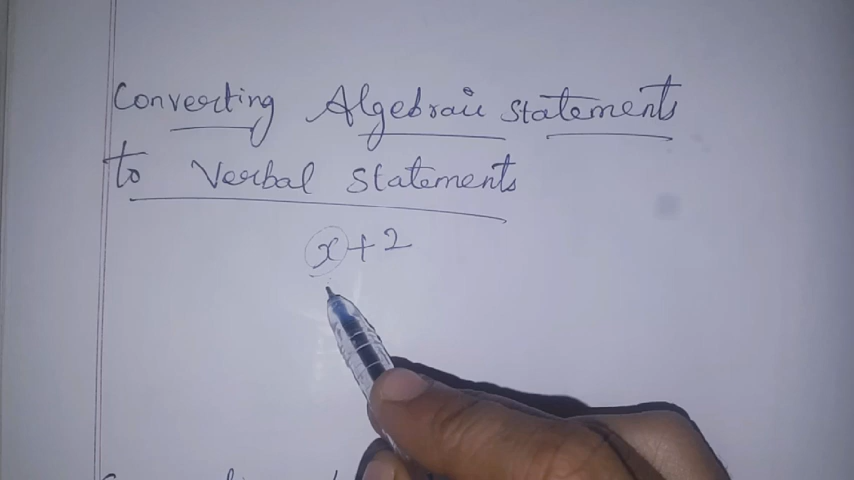 Converting Algebraic statements
to Verbal statements
x + 2